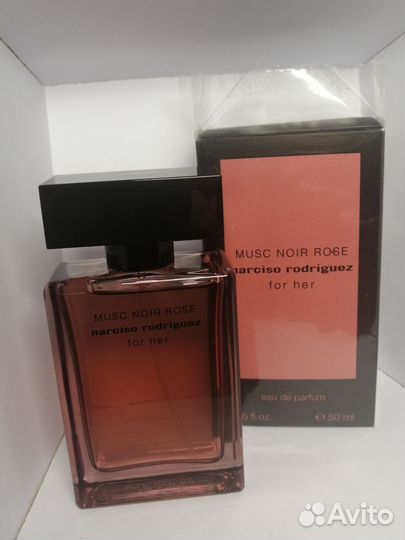 MUSC NOIR ROSE
narciso rodriguez
for her
eau de parfum
6 fl.oz. ℮ 50 ml
MUSC NOIR ROSE
narciso rodriguez
for her
Avito